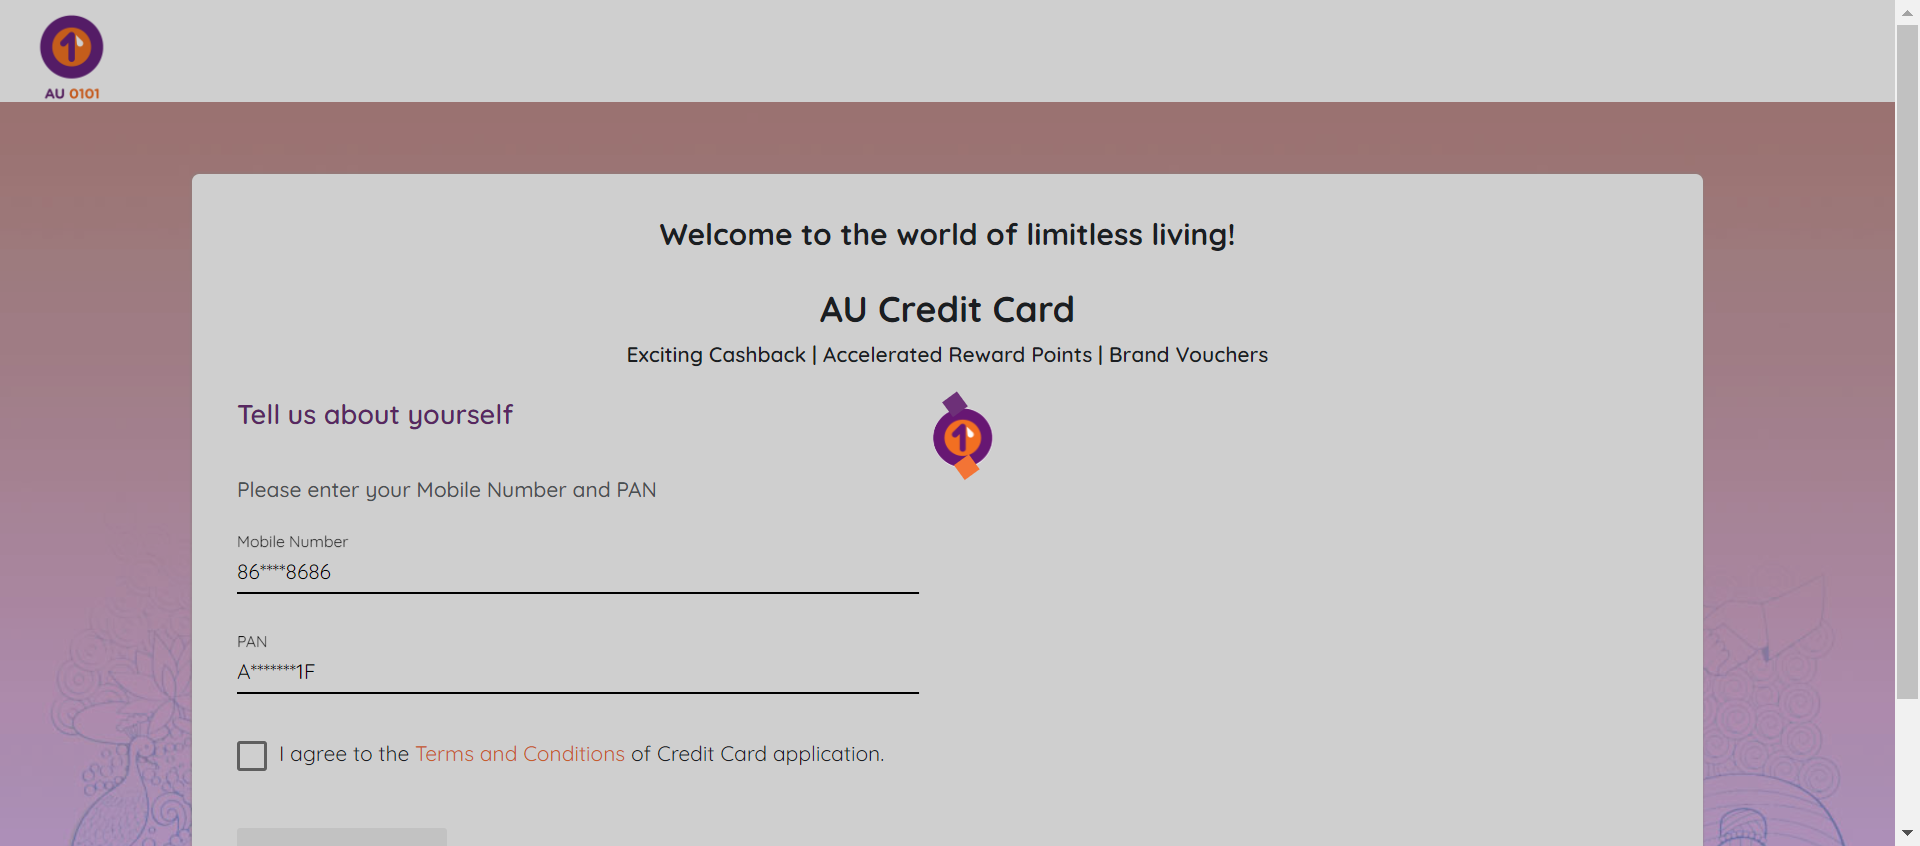 AU 0101
Welcome to the world of limitless living!
AU Credit Card
Exciting Cashback | Accelerated Reward Points | Brand Vouchers
Tell us about yourself
Please enter your Mobile Number and PAN
Mobile Number
86****8686
PAN
A*******1F
I agree to the Terms and Conditions of Credit Card application.